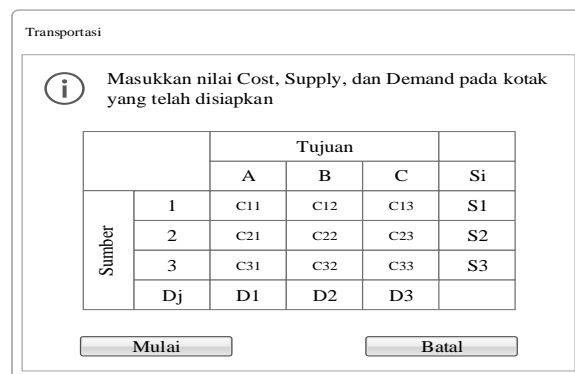 Transportasi
i
Masukkan nilai Cost, Supply, dan Demand pada kotak
yang telah disiapkan
Tujuan
A B C Si
Sumber
1 C11 C12 C13 S1
2 C21 C22 C23 S2
3 C31 C32 C33 S3
Dj D1 D2 D3
Mulai Batal